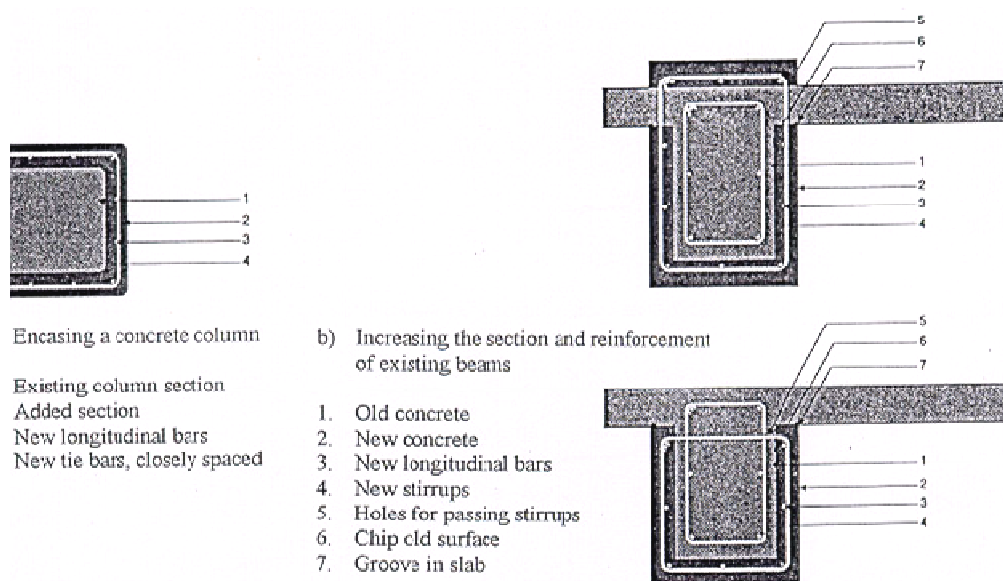 5
6
7
1
2
3
4
1
2
3
4
Encasing a concrete column
Existing column section
Added section
New longitudinal bars
New tie bars, closely spaced
b) Increasing the section and reinforcement
of existing beams
1. Old concrete
2. New concrete
3. New longitudinal bars
4. New stirrups
5. Holes for passing stirrups
6. Chip cld surface
7. Groove in slab
5
6
7
1
2
3
4